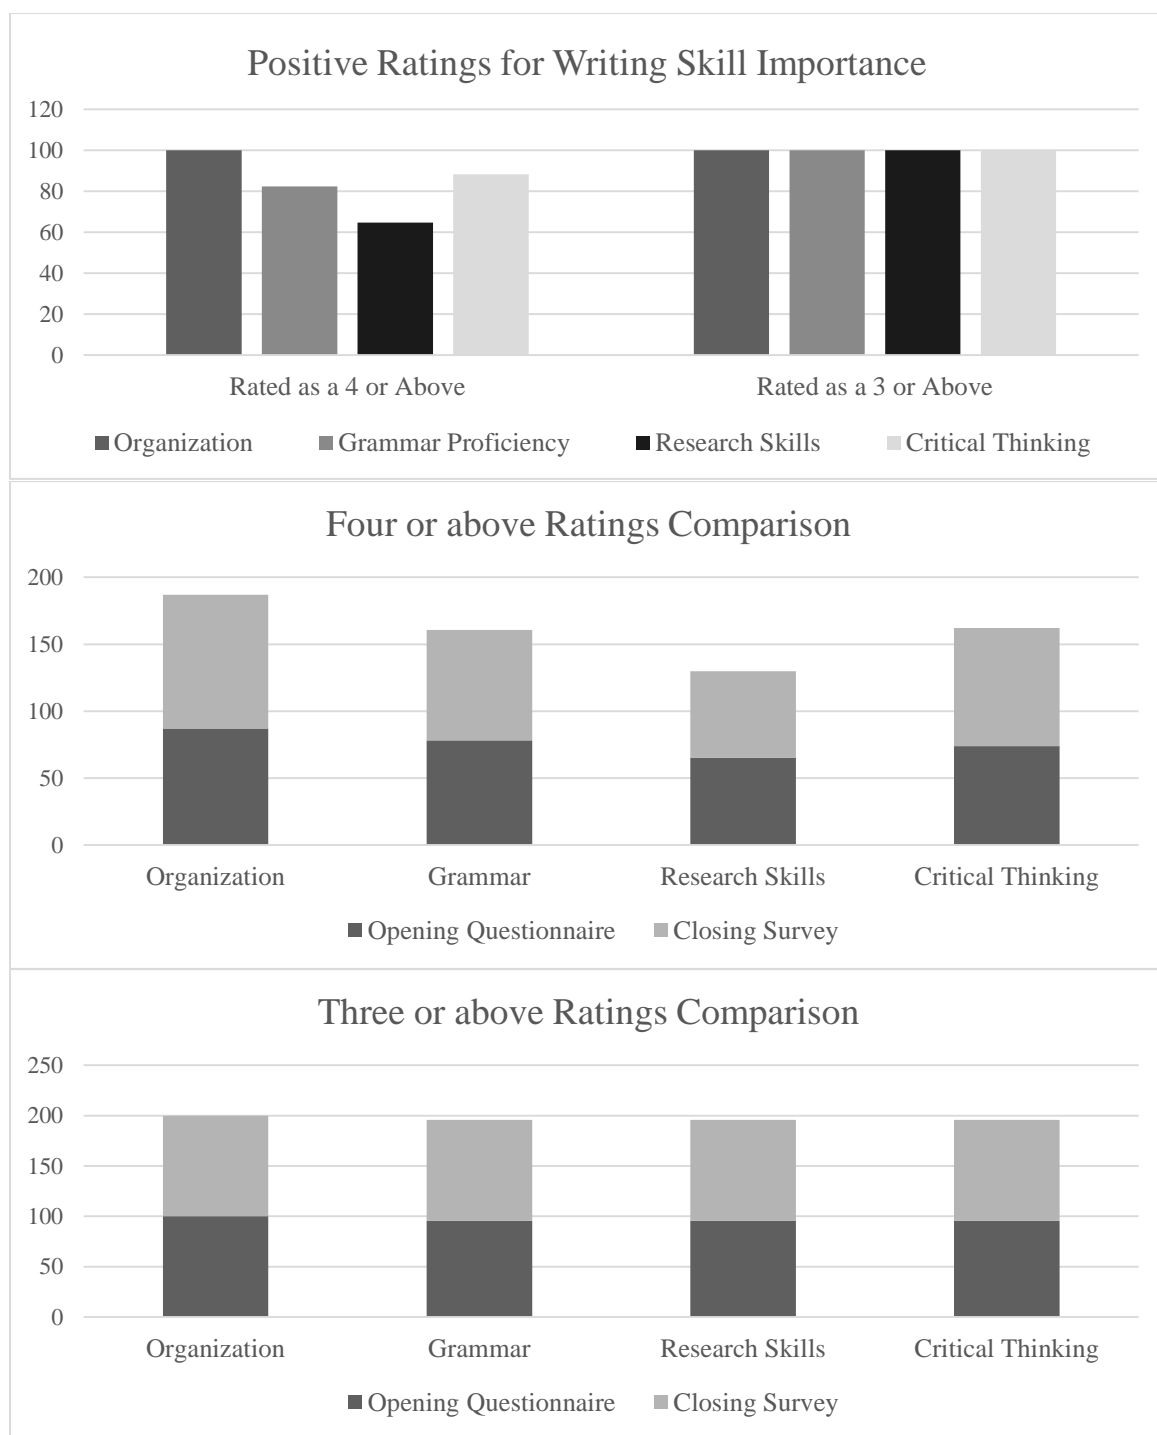 Positive Ratings for Writing Skill Importance
120
100
80
60
40
20
0
Rated as a 4 or Above Rated as a 3 or Above
Organization Grammar Proficiency Research Skills Critical Thinking
Four or above Ratings Comparison
200
150
100
50
0
Organization Grammar Research Skills Critical Thinking
Opening Questionnaire Closing Survey
Three or above Ratings Comparison
250
200
150
100
50
0
Organization Grammar Research Skills Critical Thinking
Opening Questionnaire Closing Survey